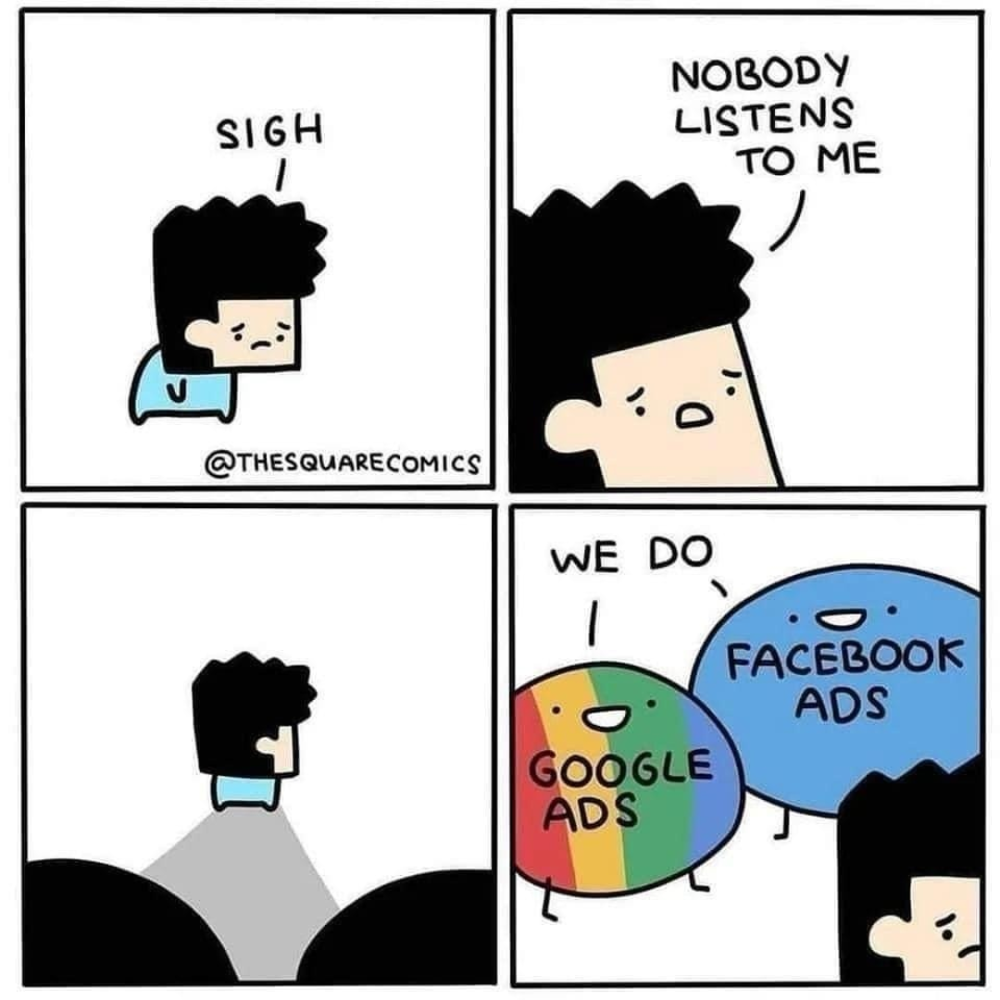 SIGH
@THESQUARECOMICS
NOBODY
LISTENS
TO ME
WE DO
GOOGLE
ADS
FACEBOOK
ADS